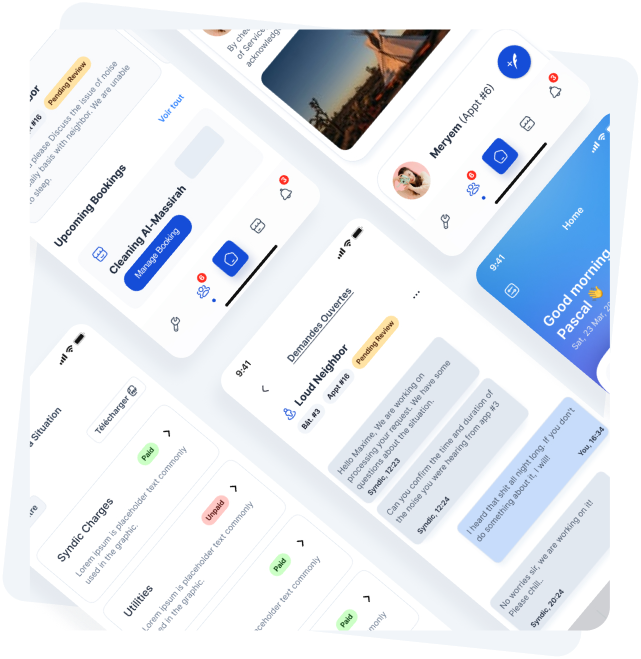 Pending Review
Appt #16
please Discuss the issue of noise
basis with neighbor. We are unable
to sleep.
Voir tout
Upcoming Bookings
Cleaning Al-Massirah
Manage Booking
6
3
By
of Service
acknowledg
Meryem (Appt #6)
6
3
9:41
Home
Good morning
Pascal 👋
Sat, 23 Mar,
9:41
Demandes Ouvertes
Loud Neighbor
Bât. #3
Appt #16
Pending Review
Hello Maxime, We are working on
processing your request. We have some
questions about the situation.
Syndic, 12:23
Can you confirm the time and duration of
the noise you were hearing from app #3
Syndic, 12:24
I heard that shit all night long. If you don't
do something about it, i will!
You, 16:34
No worries sir, we are working on it!
Please chill..
Syndic, 20:24
Situation
Télécharger
Syndic Charges
Paid
Lorem ipsum is placeholder text commonly
used in the graphic.
Utilities
Unpaid
Lorem ipsum is placeholder text commonly
used in the graphic.
Paid
placeholder text commonly
Paid
commonly